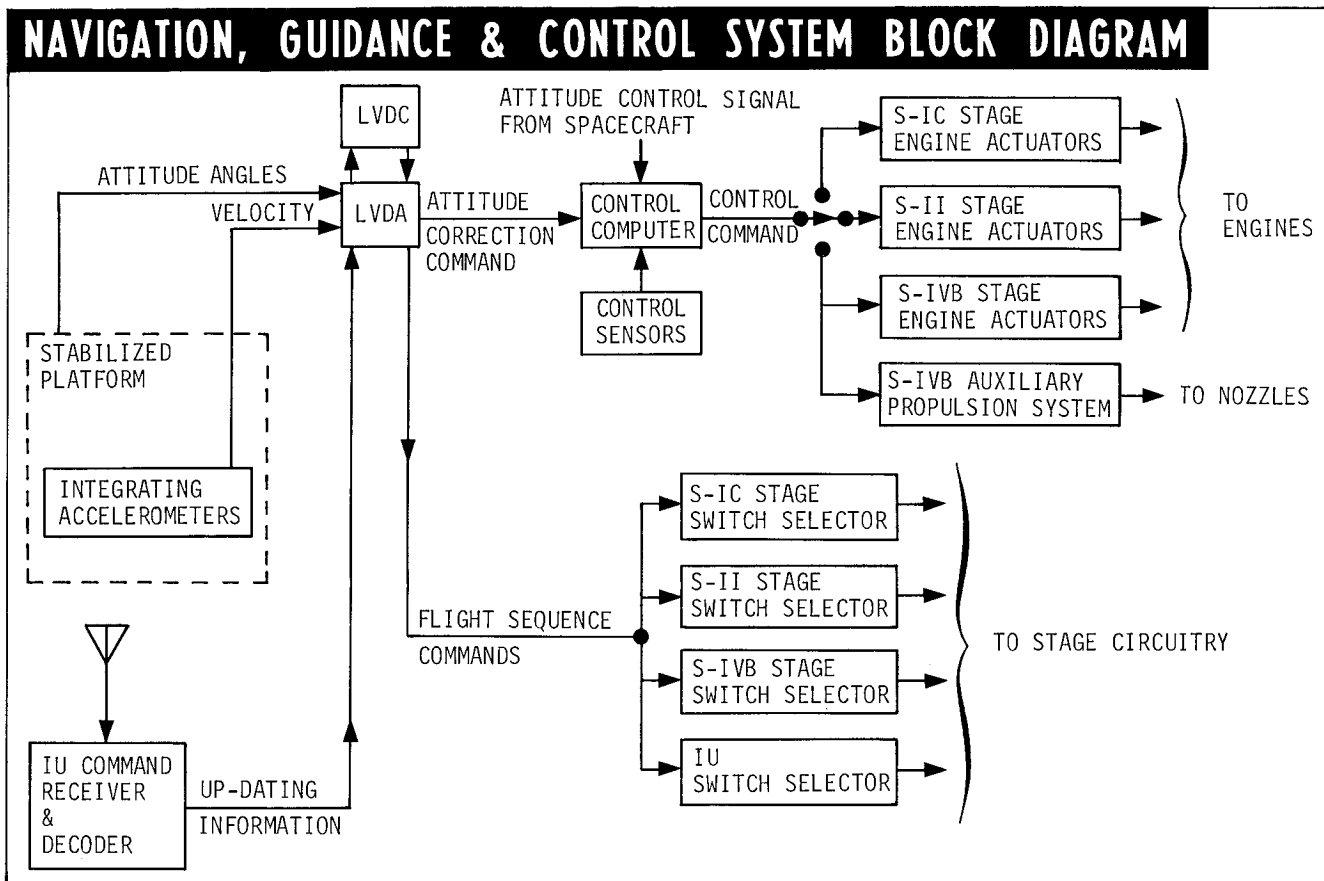 NAVIGATION, GUIDANCE & CONTROL SYSTEM BLOCK DIAGRAM
LVDC
ATTITUDE CONTROL SIGNAL
FROM SPACECRAFT
S-IC STAGE
ENGINE ACTUATORS
ATTITUDE ANGLES
VELOCITY
LVDA
ATTITUDE
CORRECTION
COMMAND
CONTROL
COMPUTER
CONTROL
COMMAND
S-II STAGE
ENGINE ACTUATORS
TO
ENGINES
CONTROL
SENSORS
S-IVB STAGE
ENGINE ACTUATORS
STABILIZED
PLATFORM
S-IVB AUXILIARY
PROPULSION SYSTEM
TO NOZZLES
INTEGRATING
ACCELEROMETERS
S-IC STAGE
SWITCH SELECTOR
S-II STAGE
SWITCH SELECTOR
FLIGHT SEQUENCE
COMMANDS
TO STAGE CIRCUITRY
S-IVB STAGE
SWITCH SELECTOR
IU
SWITCH SELECTOR
IU COMMAND
RECEIVER
&
DECODER
UP-DATING
INFORMATION